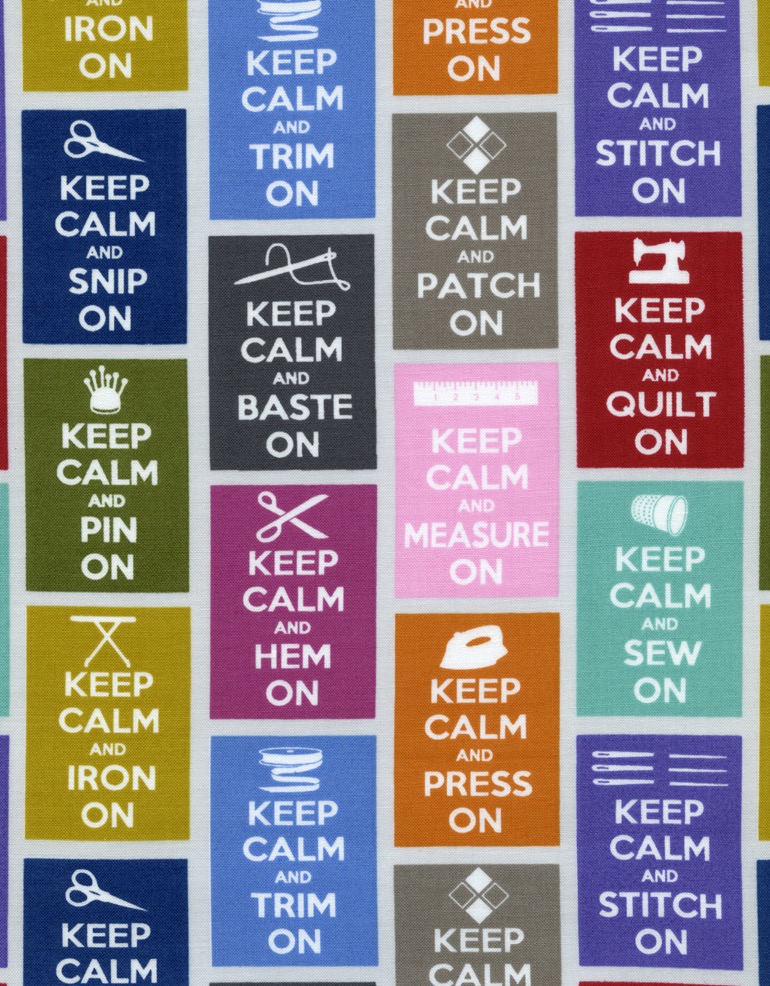 AND
IRON
ON
KEEP
CALM
AND
SNIP
ON
KEEP
CALM
AND
PIN
ON
KEEP
CALM
AND
IRON
ON
KEEP
CALM
KEEP
CALM
AND
TRIM
ON
KEEP
CALM
AND
BASTE
ON
KEEP
CALM
AND
HEM
ON
KEEP
CALM
AND
TRIM
ON
AND
PRESS
ON
KEEP
CALM
AND
PATCH
ON
1 2 3 4 5
KEEP
CALM
AND
MEASURE
ON
KEEP
CALM
AND
PRESS
ON
KEEP
CALM
KEEP
CALM
AND
STITCH
ON
KEEP
CALM
AND
QUILT
ON
KEEP
CALM
AND
SEW
ON
KEEP
CALM
AND
STITCH
ON